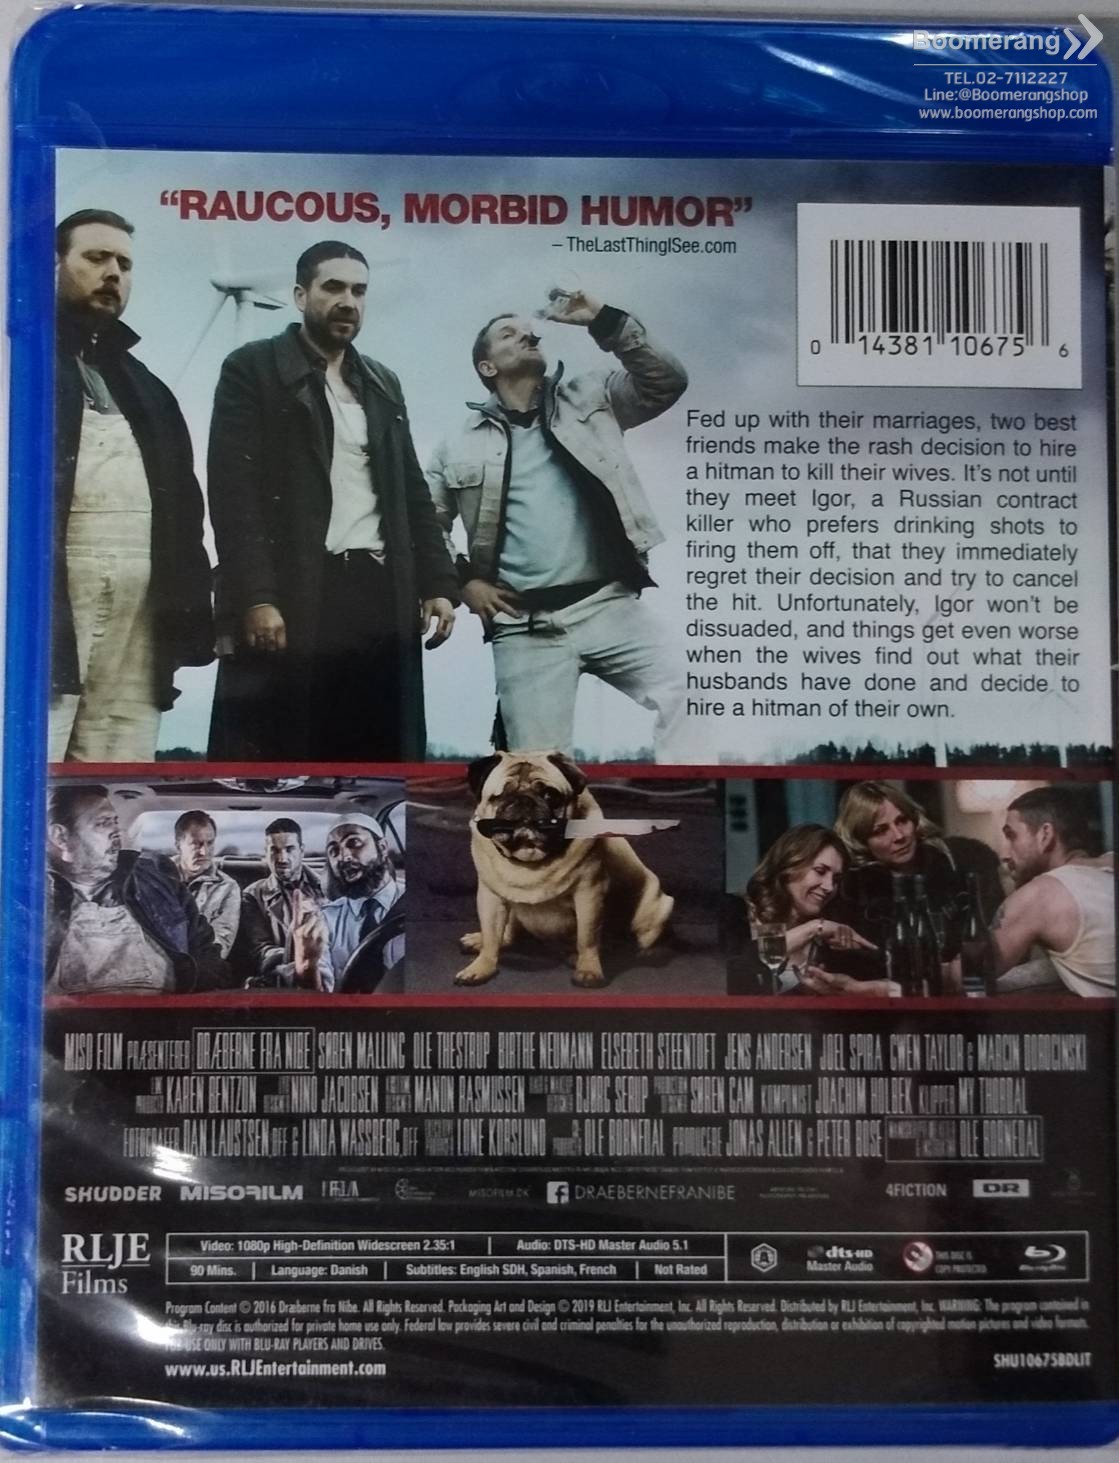 Boomerang
TEL.02-7112227
Line:@Boomerangshop
www.boomerangshop.com
“RAUCOUS, MORBID HUMOR”
– TheLastThingISee.com
0 14381 10675 6
Fed up with their marriages, two best
friends make the rash decision to hire
a hitman to kill their wives. It's not until
they meet Igor, a Russian contract
killer who prefers drinking shots to
firing them off, that they immediately
regret their decision and try to cancel
the hit. Unfortunately, Igor won't be
dissuaded, and things get even worse
when the wives find out what their
husbands have done and decide to
hire a hitman of their own.
MISO FILM PRÆSENTERER DRÆBERNE FRA NIBE SØREN MALLING OLE THESTRUP BIRTHE NEUMANN ELSEBETH STEENTOFT JENS ANDERSEN JOEL SPIRA GWEN TAYLOR & MARCIN DOROCINSKI
KAREN BENTZON NINO JACOBSEN MANON RASMUSSEN BJØRG SERUP SØREN GAM KOMPONIST JOACHIM HOLBEK KLIPPER MY THORDAL
FOTOGRAFER DAN LAUSTSEN, DFF & LINDA WASSBERG, DFF LONE KORSLUND OLE BORNEDAL PRODUCERE JONAS ALLEN & PETER BOSE OLE BORNEDAL
SHUDDER MISOFILM MISOFILM.DK DRAEBERNEFRANIBE 4FICTION DR
RLJE Films
Video: 1080p High-Definition Widescreen 2.35:1 | Audio: DTS-HD Master Audio 5.1
90 Mins. | Language: Danish | Subtitles: English SDH, Spanish, French | Not Rated
dts-HD Master Audio
THIS DISC IS COPY PROTECTED
Blu-ray Disc
Program Content © 2016 Dræberne fra Nibe. All Rights Reserved. Packaging Art and Design © 2019 RLJ Entertainment, Inc. All Rights Reserved. Distributed by RLJ Entertainment, Inc. WARNING: The program contained in
this Blu-ray disc is authorized for private home use only. Federal law provides severe civil and criminal penalties for the unauthorized reproduction, distribution or exhibition of copyrighted motion pictures and video formats.
USE ONLY WITH BLU-RAY PLAYERS AND DRIVES.
www.us.RLJEntertainment.com
SHU10675BDLIT